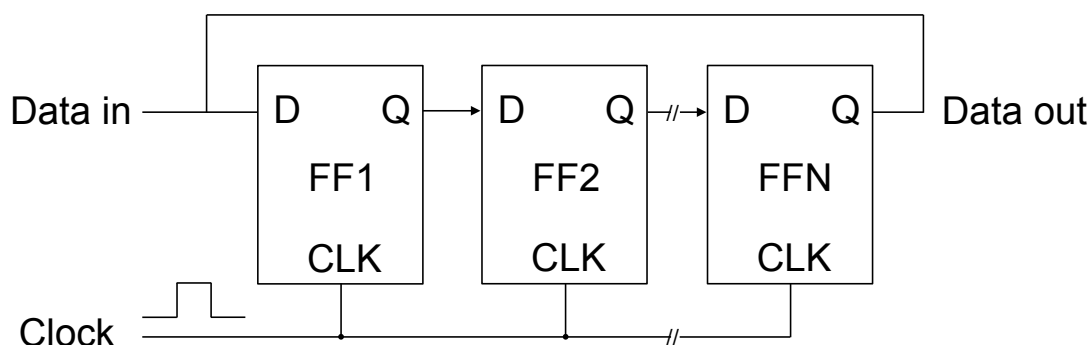 Data in
D Q
FF1
CLK
D Q
FF2
CLK
D Q
FFN
CLK
Data out
Clock